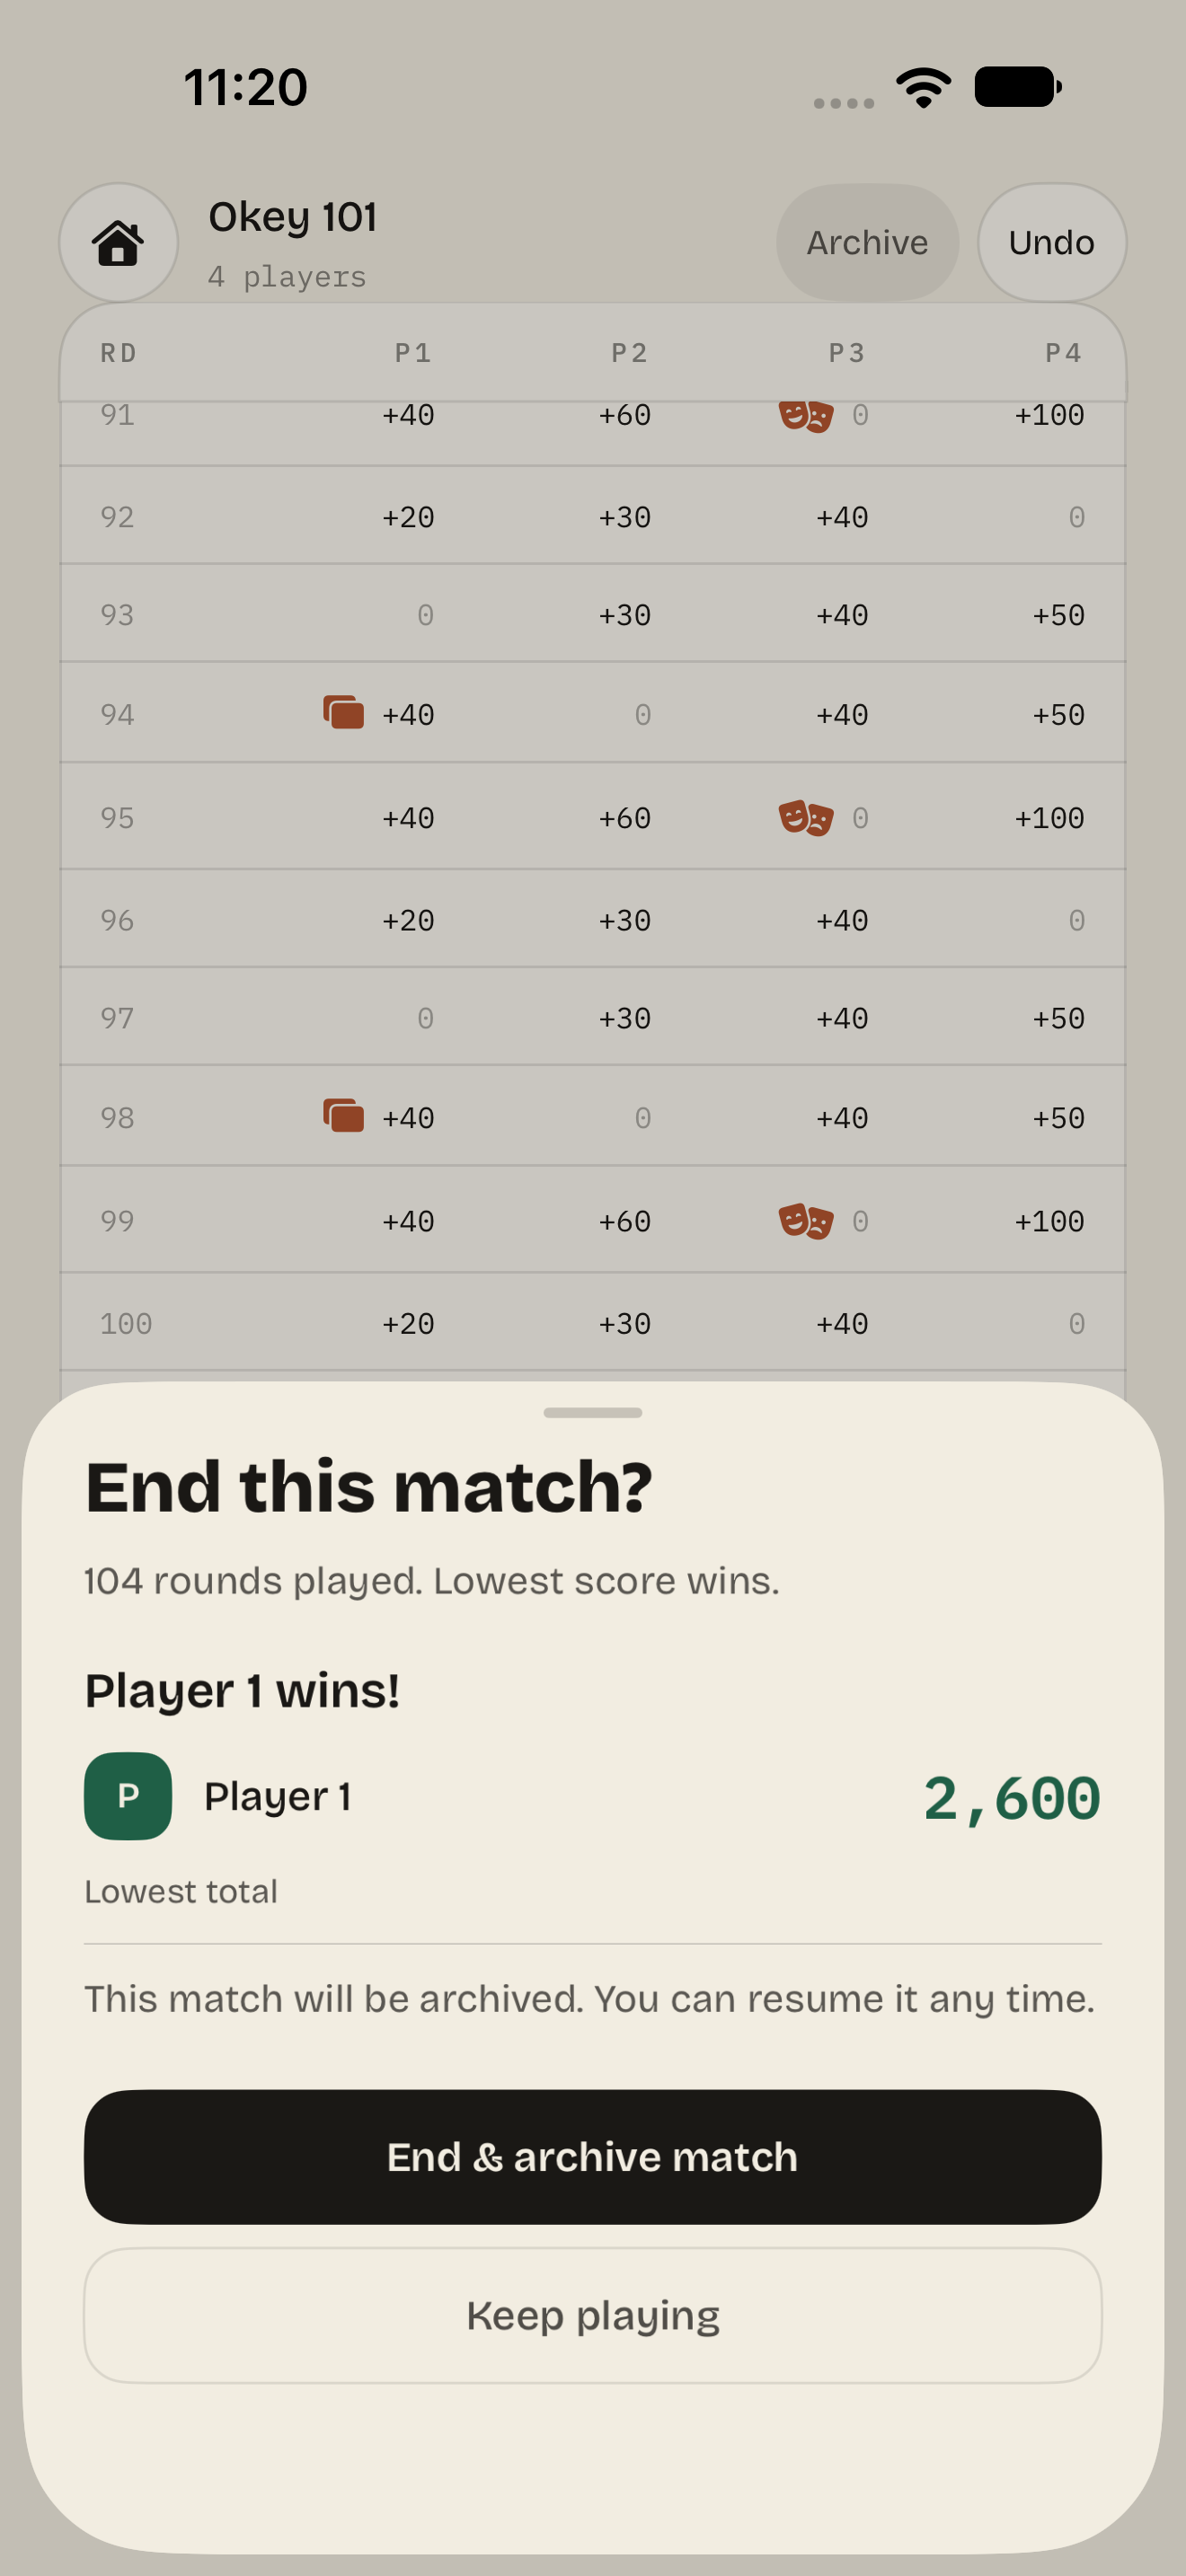 11:20
Okey 101
4 players
Archive
Undo
RD P1 P2 P3 P4
91 +40 +60 0 +100
92 +20 +30 +40 0
93 0 +30 +40 +50
94 +40 0 +40 +50
95 +40 +60 0 +100
96 +20 +30 +40 0
97 0 +30 +40 +50
98 +40 0 +40 +50
99 +40 +60 0 +100
100 +20 +30 +40 0
End this match?
104 rounds played. Lowest score wins.
Player 1 wins!
P Player 1 2,600
Lowest total
This match will be archived. You can resume it any time.
End & archive match
Keep playing